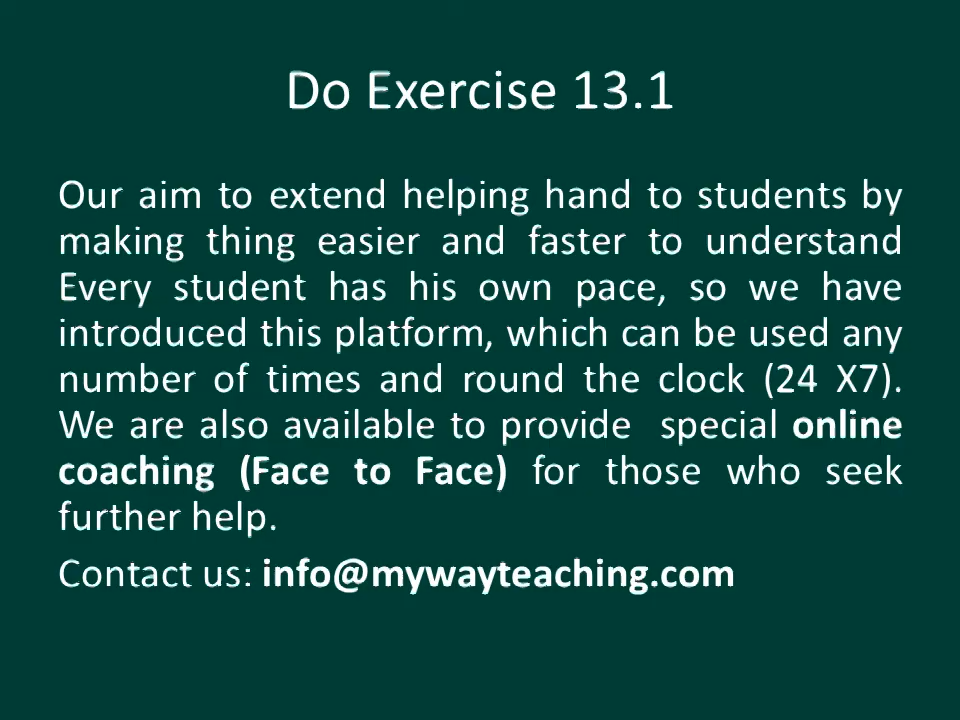 Do Exercise 13.1
Our aim to extend helping hand to students by
making thing easier and faster to understand
Every student has his own pace, so we have
introduced this platform, which can be used any
number of times and round the clock (24 X7).
We are also available to provide  special online
coaching (Face to Face) for those who seek
further help.
Contact us: info@mywayteaching.com